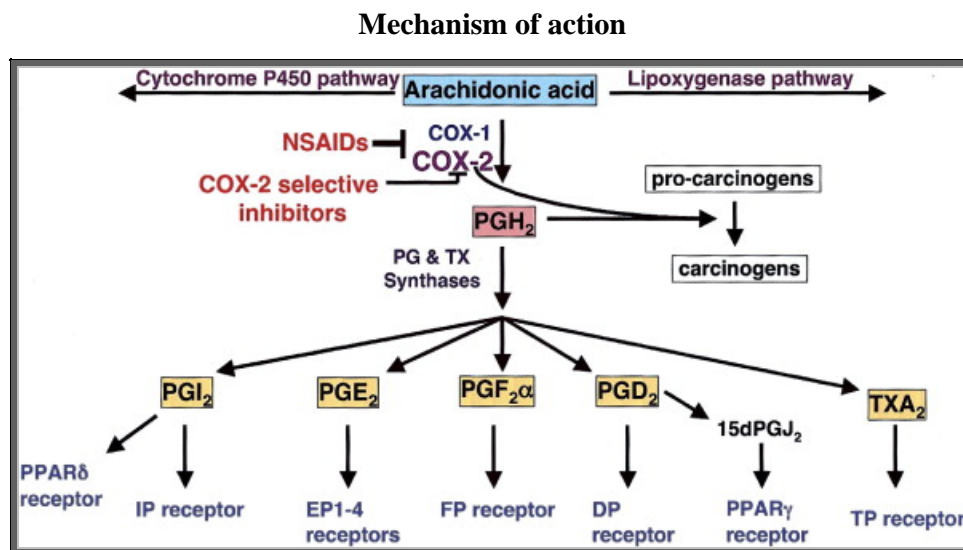 Mechanism of action
Cytochrome P450 pathway
Arachidonic acid
Lipoxygenase pathway
NSAIDs
COX-1
COX-2
COX-2 selective
inhibitors
pro-carcinogens
PGH₂
carcinogens
PG & TX
Synthases
PGI₂
PGE₂
PGF₂α
PGD₂
TXA₂
15dPGJ₂
PPARδ
receptor
IP receptor
EP1-4
receptors
FP receptor
DP
receptor
PPARγ
receptor
TP receptor